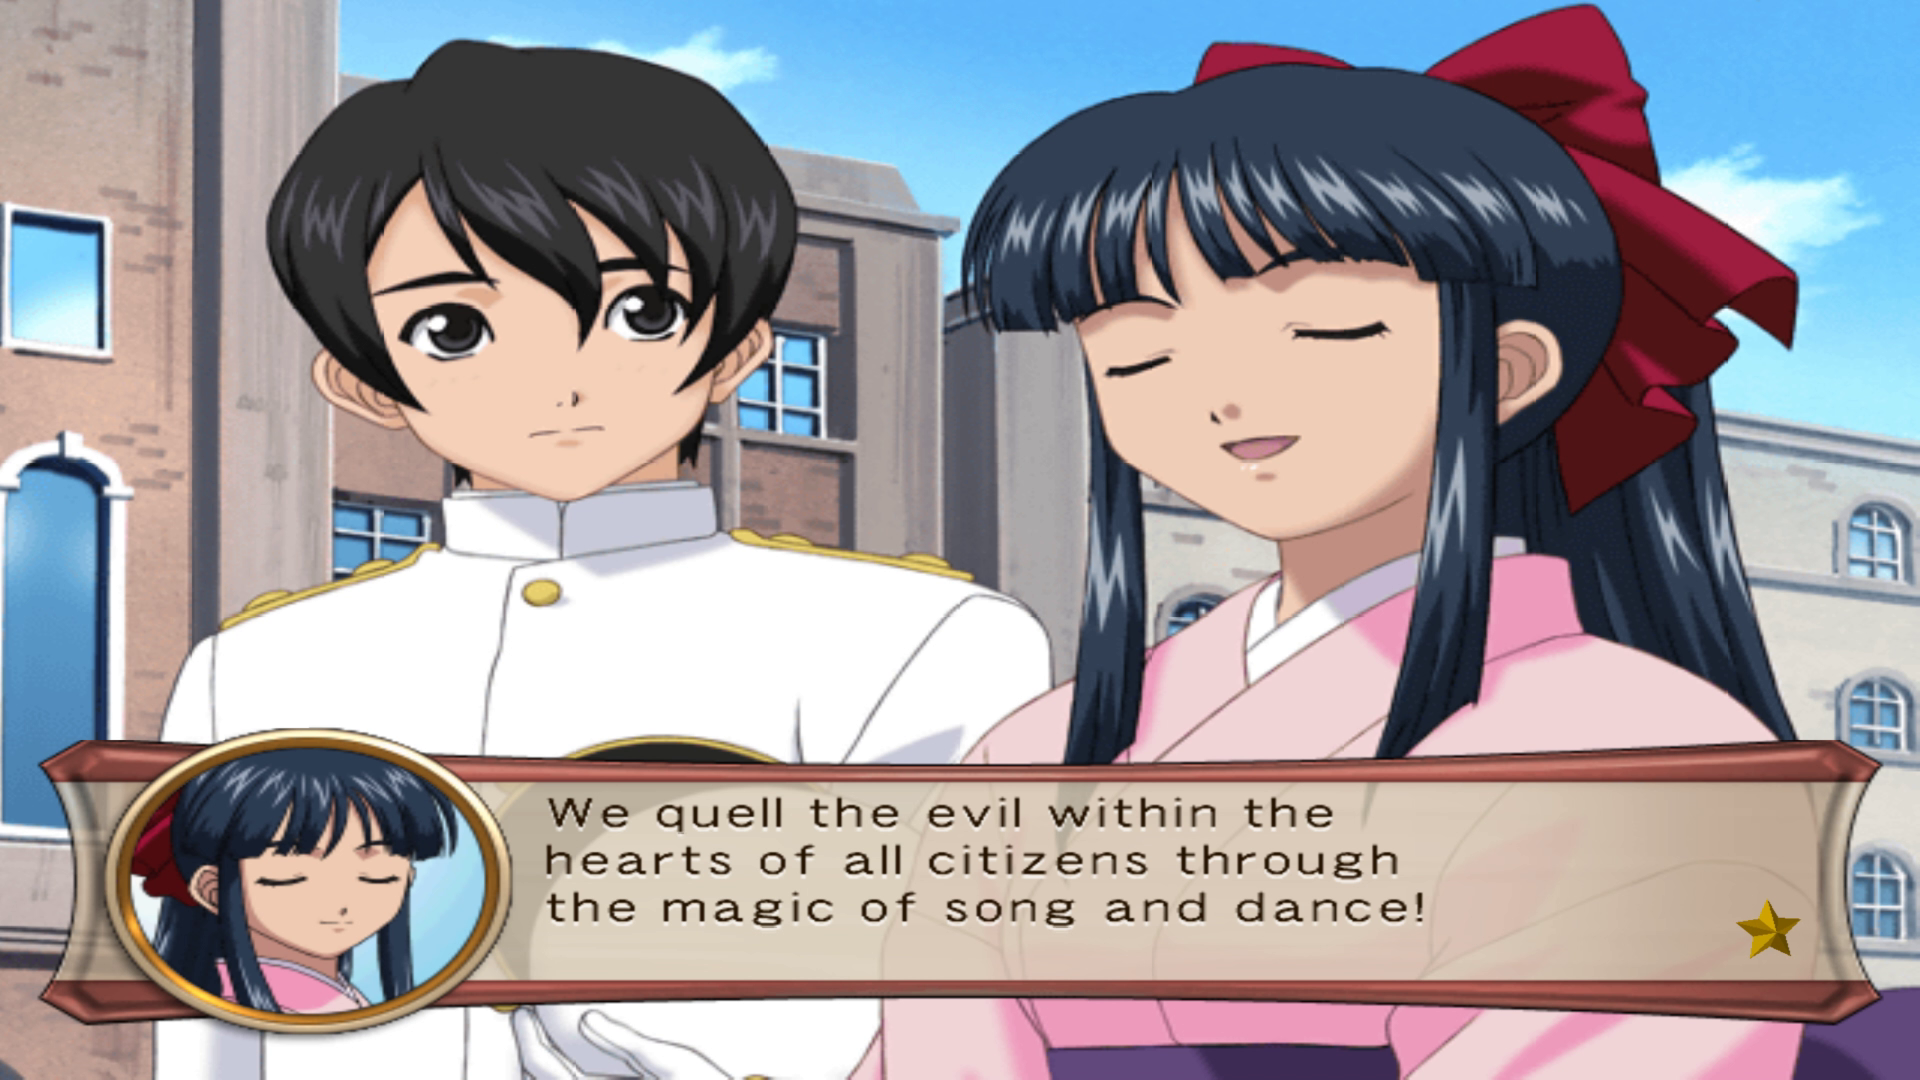 We quell the evil within the
hearts of all citizens through
the magic of song and dance!